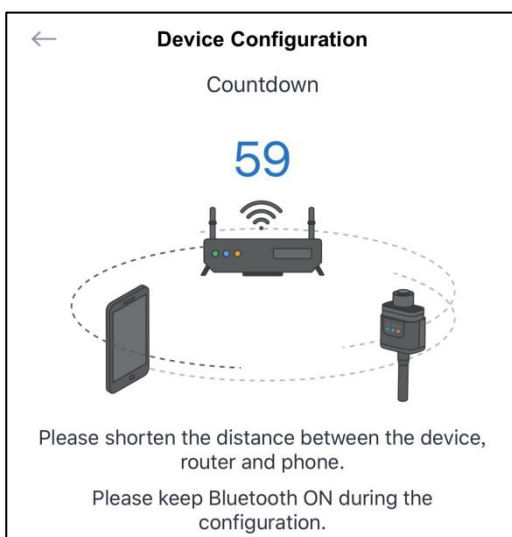 Device Configuration
Countdown
59
Please shorten the distance between the device,
router and phone.
Please keep Bluetooth ON during the
configuration.